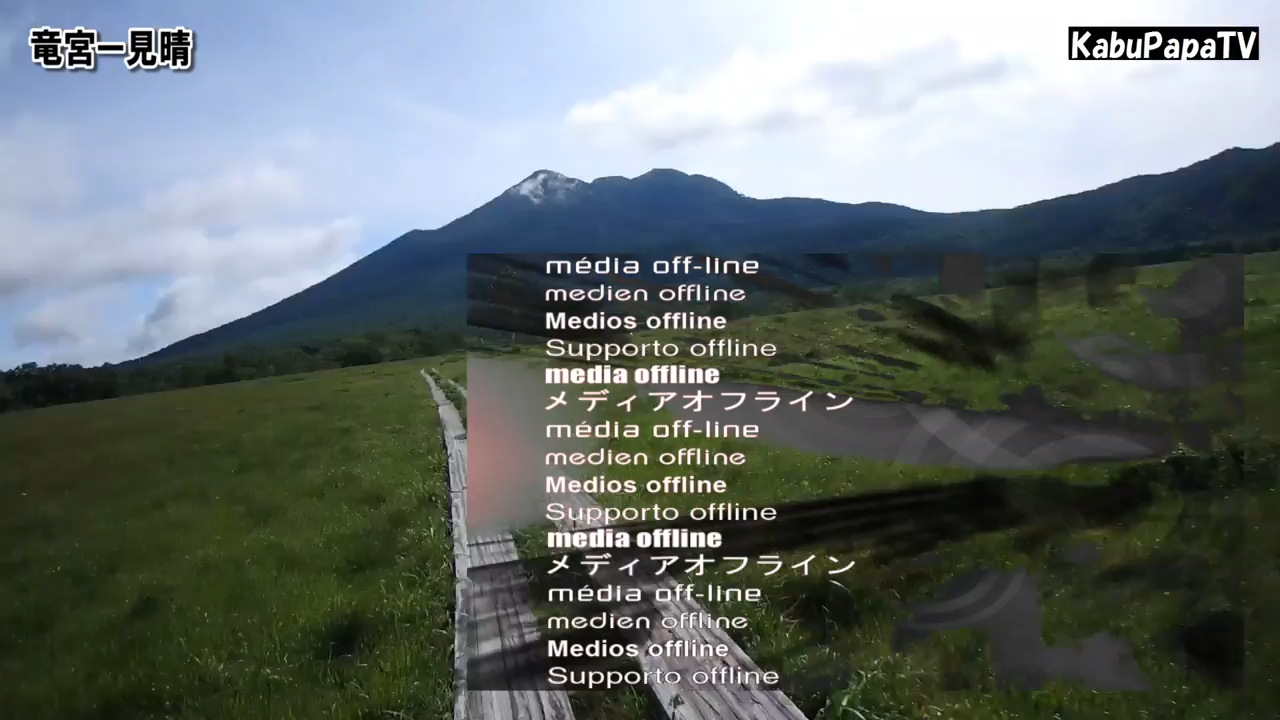 竜宮一見晴
KabuPapaTV
média off-line
medien offline
Medios offline
Supporto offline
media offline
メディアオフライン
média off-line
medien offline
Medios offline
Supporto offline
media offline
メディアオフライン
média off-line
medien offline
Medios offline
Supporto offline